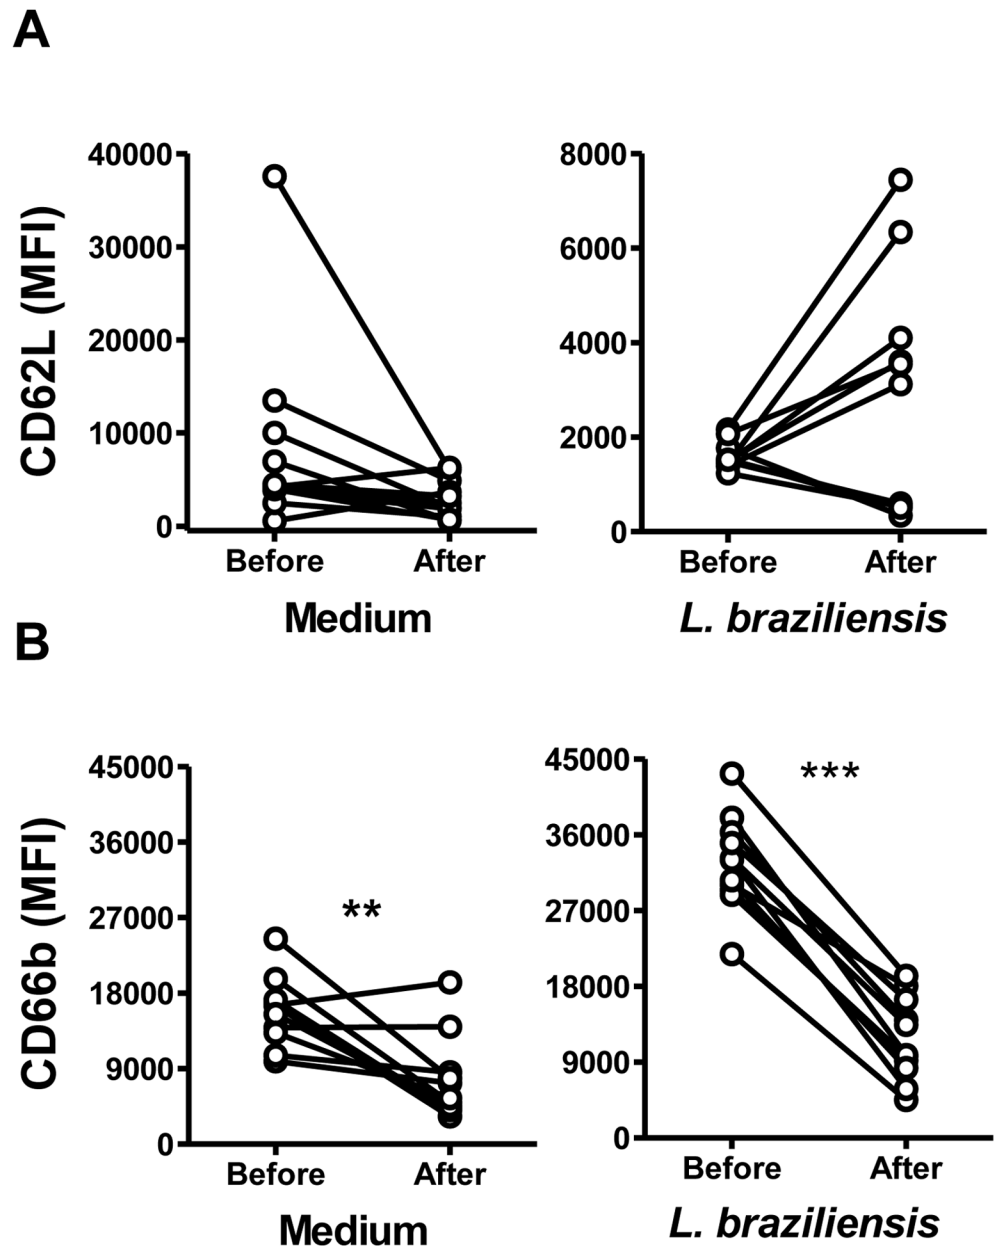 A
CD62L (MFI)
40000
30000
20000
10000
0
Before After
Medium
8000
6000
4000
2000
0
Before After
L. braziliensis
B
CD66b (MFI)
45000
36000
27000
18000
9000
0
**
Before After
Medium
45000
36000
27000
18000
9000
0
***
Before After
L. braziliensis